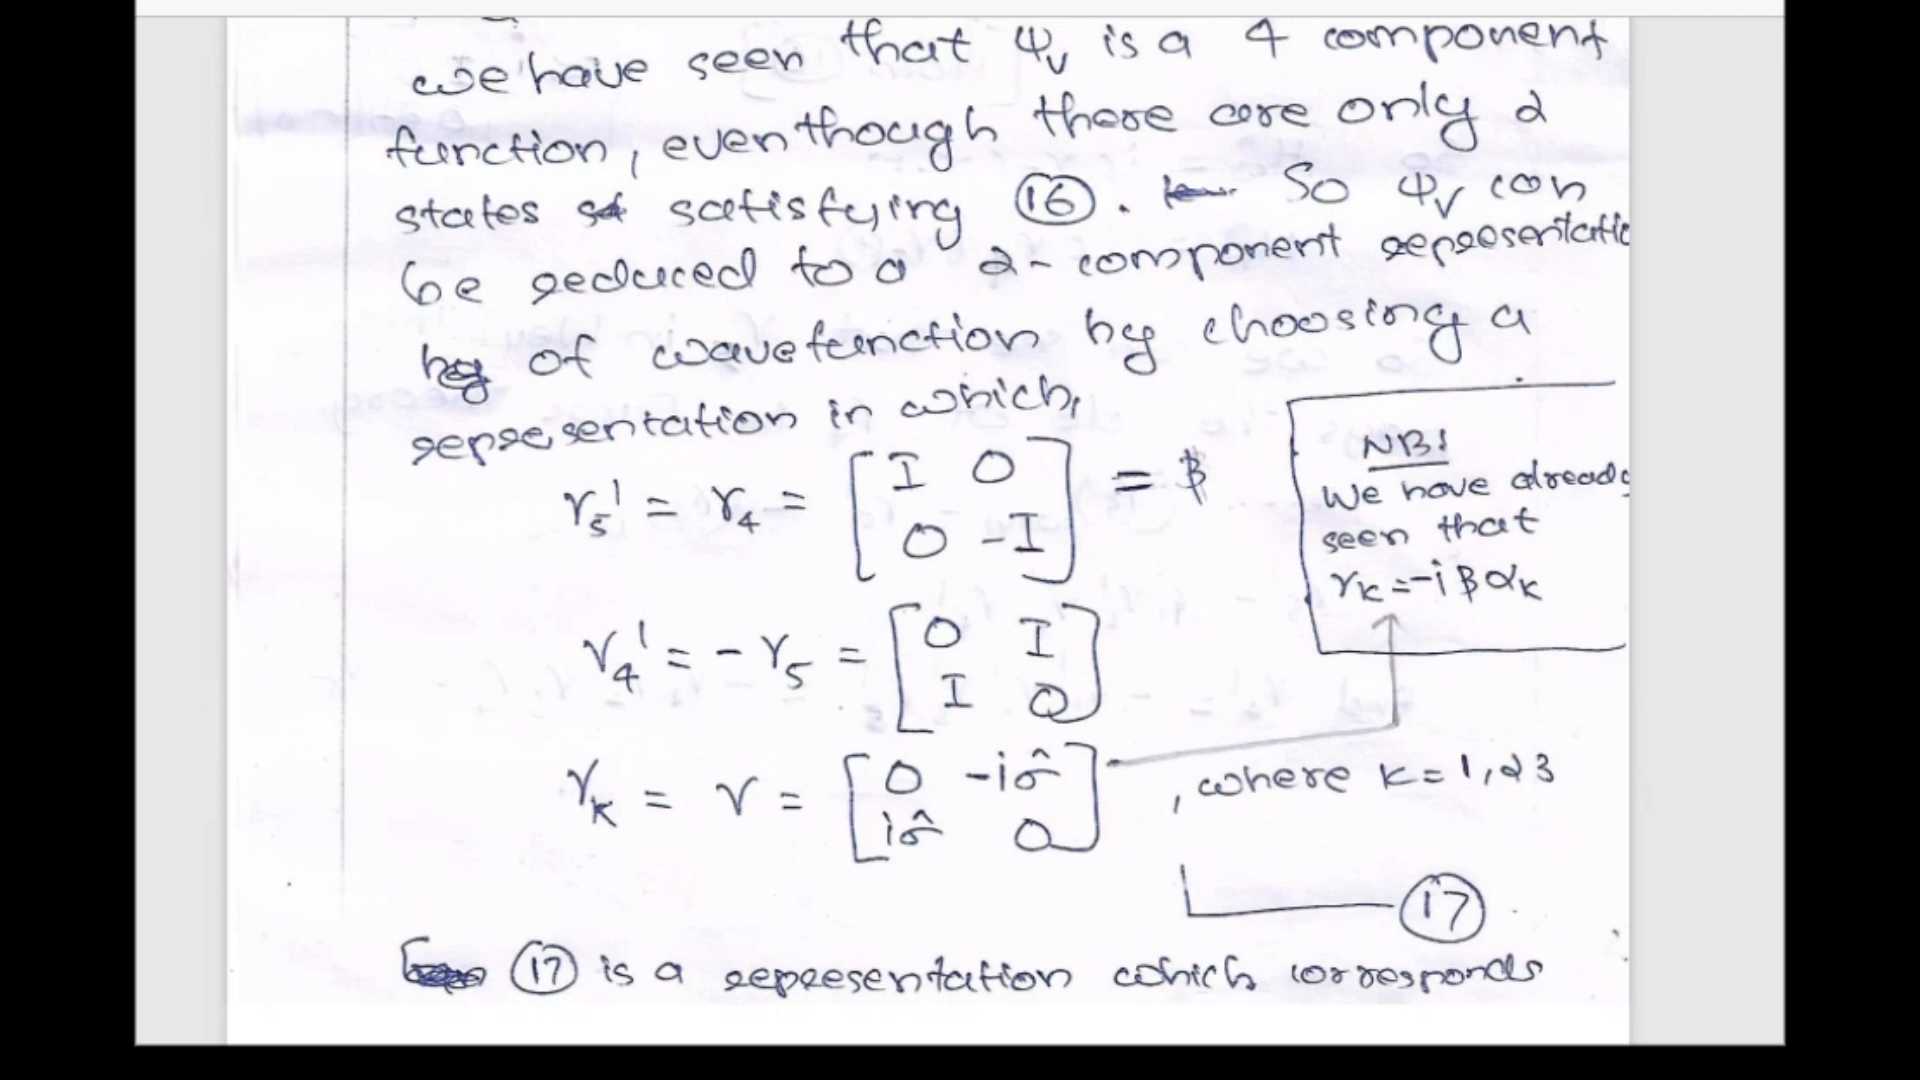 we have seen that ψᵥ is a 4 component
function, eventhough there are only 2
states satisfying ⑯. So ψᵥ can
be reduced to a 2-component representatio
of wavefunction by choosing a
representation in which,
γ₅' = γ₄ = [I 0; 0 -I] = β
NB!
We have already
seen that
γₖ = -iβαₖ
γ₄' = -γ₅ = [0 I; I 0]
γₖ = γ = [0 -iσ̂; iσ̂ 0], where k = 1, 2 3
⑰
⑰ is a representation which corresponds